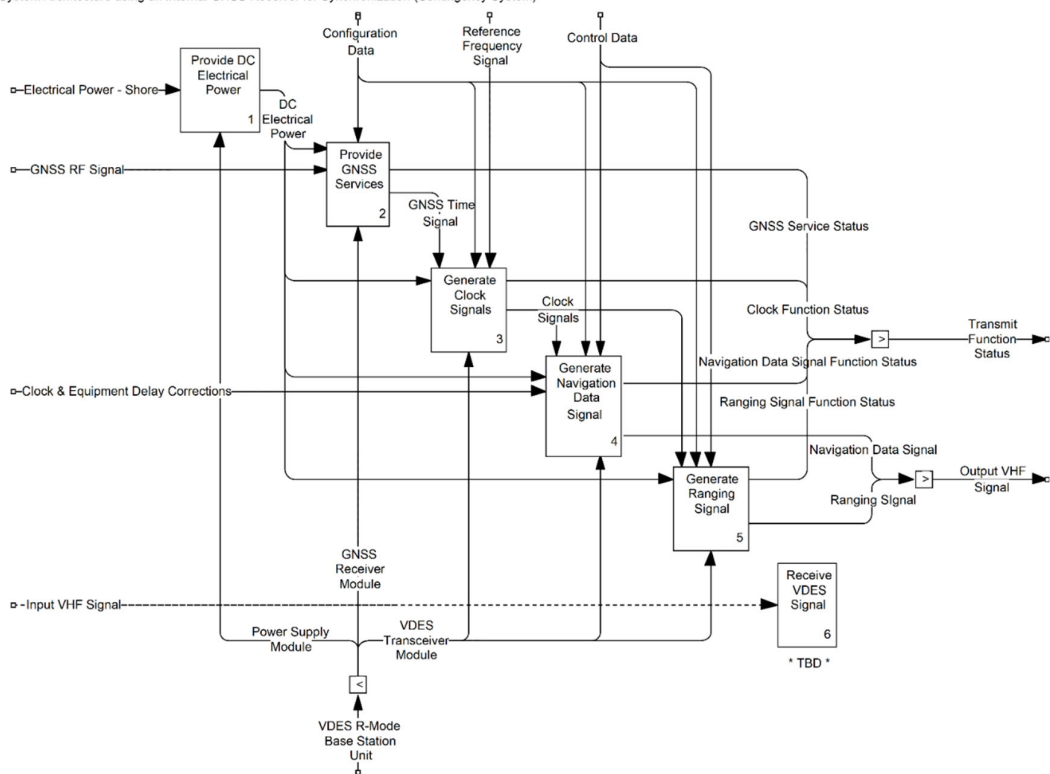 Configuration
Data
Reference
Frequency
Signal
Control Data
Provide DC
Electrical
Power
1
Electrical Power - Shore
DC
Electrical
Power
Provide
GNSS
Services
2
GNSS RF Signal
GNSS Time
Signal
GNSS Service Status
Generate
Clock
Signals
3
Clock
Signals
Clock Function Status
>
Transmit
Function
Status
Generate
Navigation
Data
Signal
4
Navigation Data Signal Function Status
Clock & Equipment Delay Corrections
Ranging Signal Function Status
Navigation Data Signal
Generate
Ranging
Signal
5
>
Output VHF
Signal
Ranging SIgnal
GNSS
Receiver
Module
Receive
VDES
Signal
6
* TBD *
Input VHF Signal
Power Supply
Module
VDES
Transceiver
Module
<
VDES R-Mode
Base Station
Unit